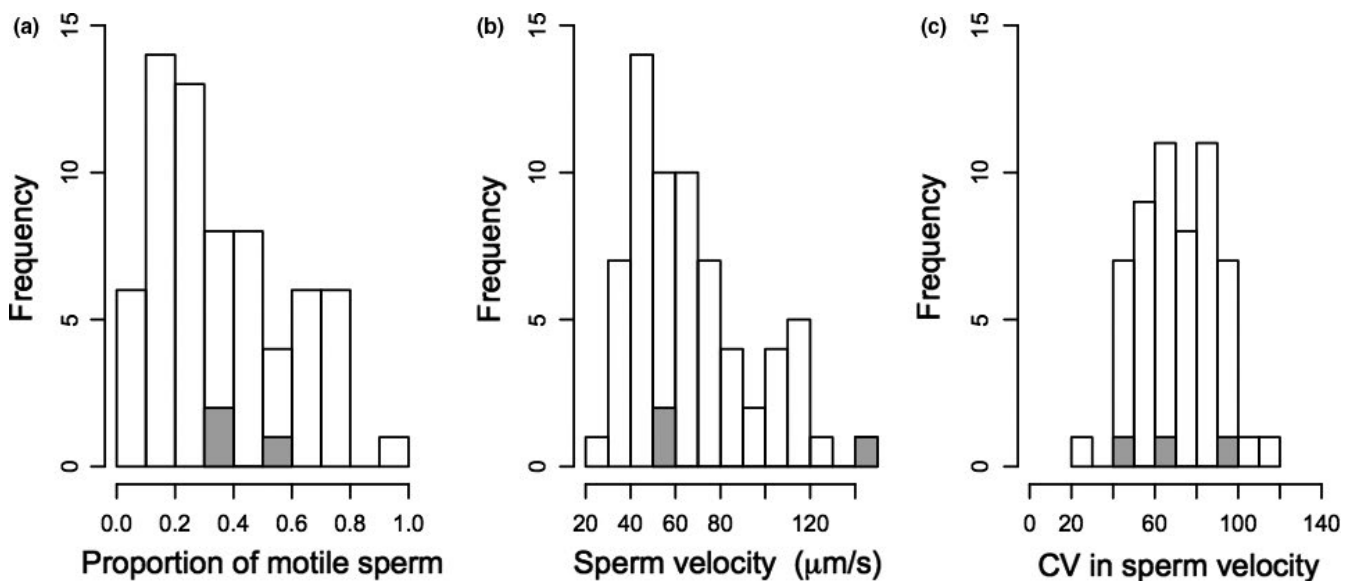 (a)
15
10
5
0
Frequency
0.0 0.2 0.4 0.6 0.8 1.0
Proportion of motile sperm
(b)
15
10
5
0
Frequency
20 40 60 80 120
Sperm velocity (μm/s)
(c)
15
10
5
0
Frequency
0 20 60 100 140
CV in sperm velocity